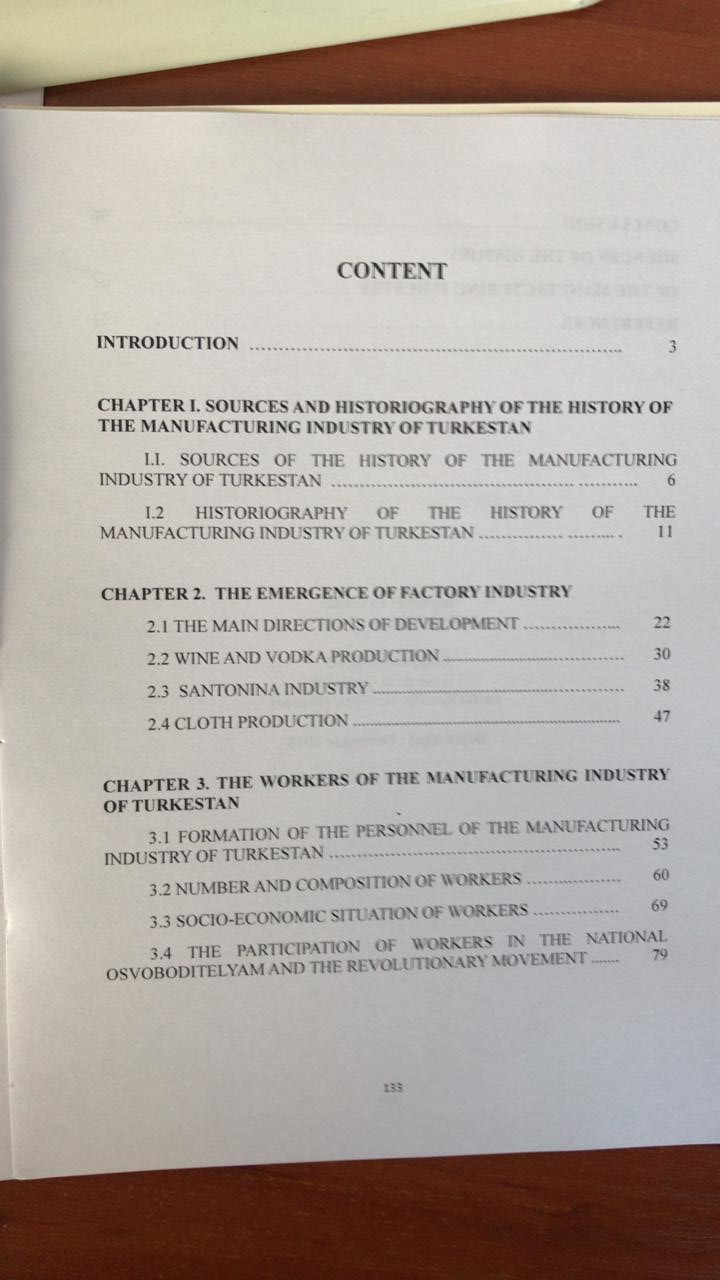 CONTENT
INTRODUCTION ................................................................ 3
CHAPTER I. SOURCES AND HISTORIOGRAPHY OF THE HISTORY OF
THE MANUFACTURING INDUSTRY OF TURKESTAN
I.I. SOURCES OF THE HISTORY OF THE MANUFACTURING
INDUSTRY OF TURKESTAN .......................................... ........... 6
I.2 HISTORIOGRAPHY OF THE HISTORY OF THE
MANUFACTURING INDUSTRY OF TURKESTAN ............... ......... . 11
CHAPTER 2. THE EMERGENCE OF FACTORY INDUSTRY
2.1 THE MAIN DIRECTIONS OF DEVELOPMENT .................. 22
2.2 WINE AND VODKA PRODUCTION ...................................... 30
2.3 SANTONINA INDUSTRY .................................................. 38
2.4 CLOTH PRODUCTION ...................................................... 47
CHAPTER 3. THE WORKERS OF THE MANUFACTURING INDUSTRY
OF TURKESTAN
3.1 FORMATION OF THE PERSONNEL OF THE MANUFACTURING
INDUSTRY OF TURKESTAN ..................................................... 53
3.2 NUMBER AND COMPOSITION OF WORKERS ................. 60
3.3 SOCIO-ECONOMIC SITUATION OF WORKERS ................ 69
3.4 THE PARTICIPATION OF WORKERS IN THE NATIONAL
OSVOBODITELYAM AND THE REVOLUTIONARY MOVEMENT ....... 79
133